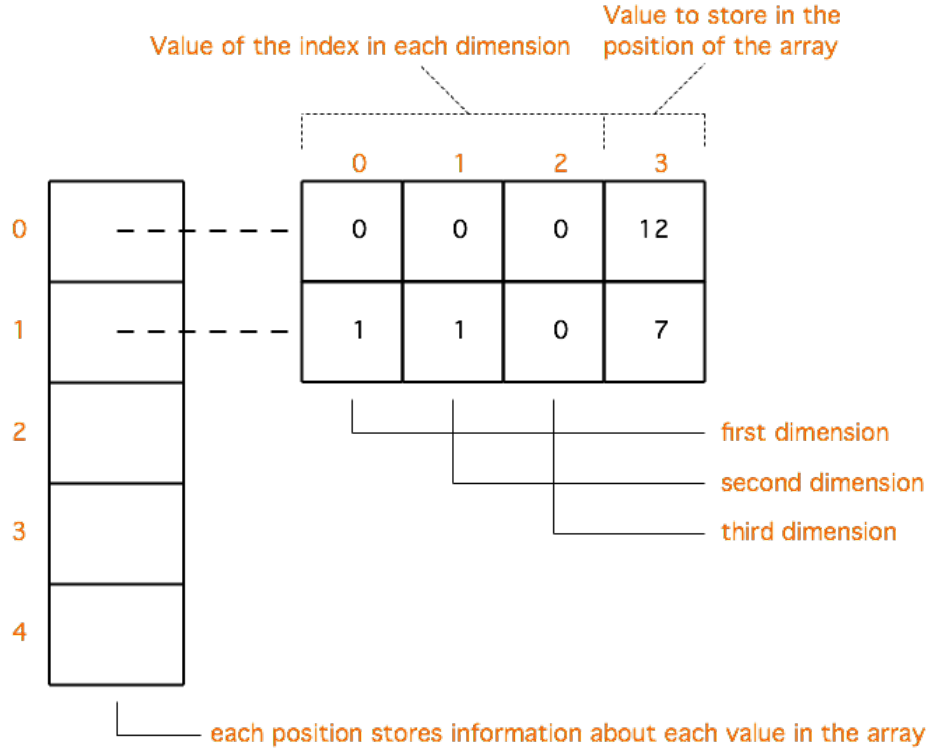 Value to store in the
Value of the index in each dimension position of the array
0 1 2 3
0 0 0 0 12
1 1 1 0 7
2 first dimension
second dimension
3 third dimension
4
each position stores information about each value in the array